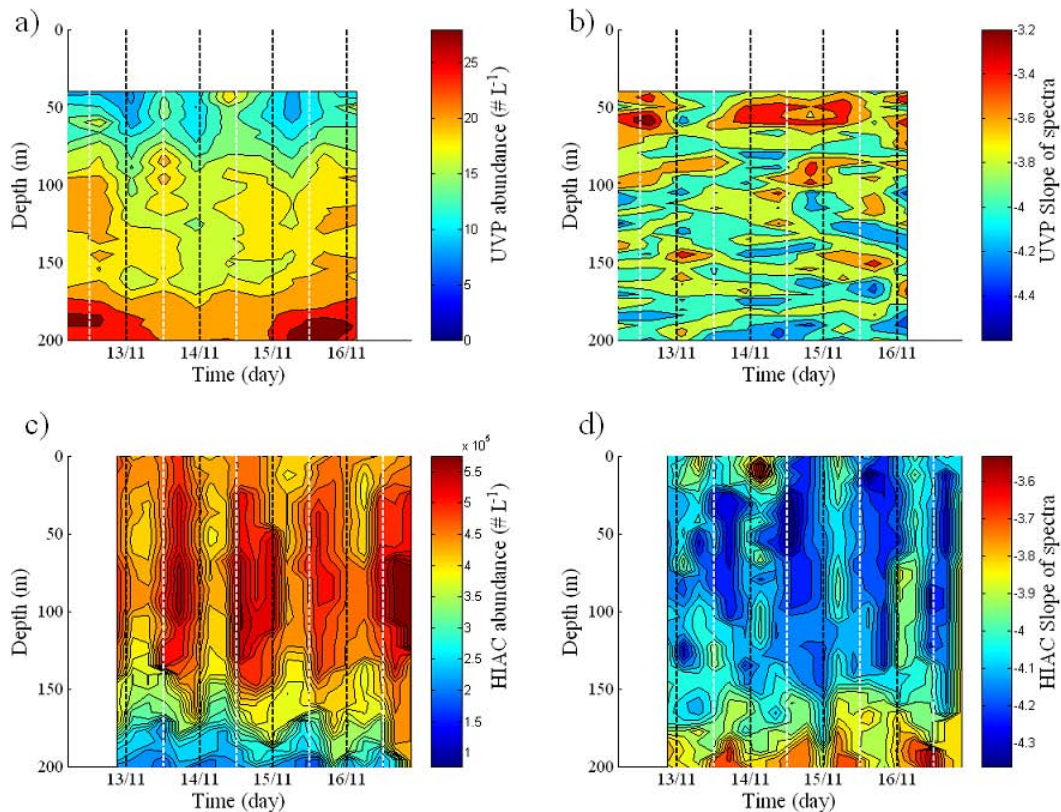 a)
0
50
100
150
200
Depth (m)
13/11 14/11 15/11 16/11
Time (day)
25
20
15
10
5
0
UVP abundance (# L⁻¹)
b)
0
50
100
150
200
Depth (m)
13/11 14/11 15/11 16/11
Time (day)
-3.2
-3.4
-3.6
-3.8
-4
-4.2
-4.4
UVP Slope of spectra
c)
0
50
100
150
200
Depth (m)
13/11 14/11 15/11 16/11
Time (day)
x 10⁵
5.5
5
4.5
4
3.5
3
2.5
2
1.5
1
HIAC abundance (# L⁻¹)
d)
0
50
100
150
200
Depth (m)
13/11 14/11 15/11 16/11
Time (day)
-3.6
-3.7
-3.8
-3.9
-4
-4.1
-4.2
-4.3
HIAC Slope of spectra